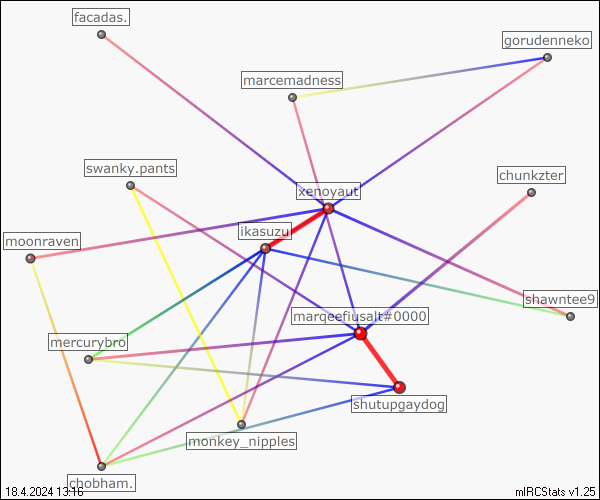 facadas.
gorudenneko
marcemadness
swanky.pants
chunkzter
xenoyaut
ikasuzu
moonraven
shawntee9
marqeefiusalt#0000
mercurybro
shutupgaydog
monkey_nipples
chobham.
18.4.2024 13:16
mIRCStats v1.25